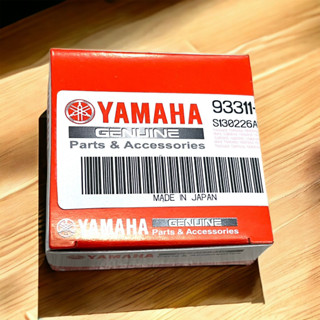 YAMAHA 93311-
GENUINE S130226A
Parts & Accessories
MADE IN JAPAN
YAMAHA GENUINE
Parts & Accessories